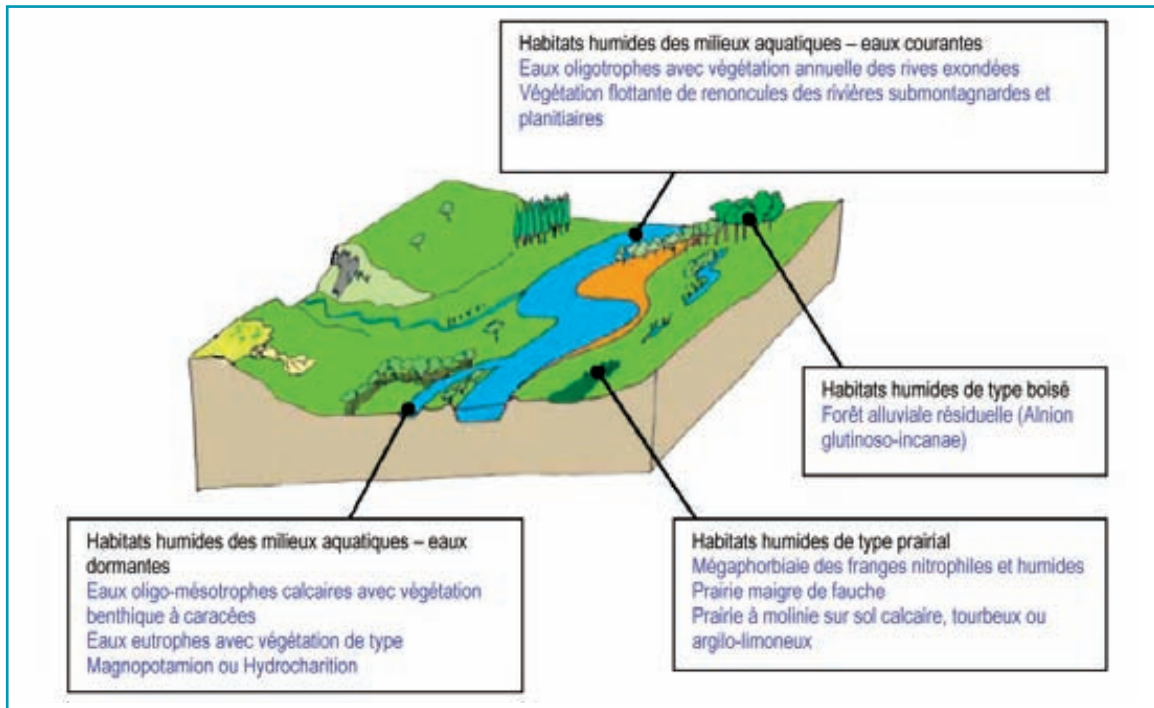 Habitats humides des milieux aquatiques – eaux courantes
Eaux oligotrophes avec végétation annuelle des rives exondées
Végétation flottante de renoncules des rivières submontagnardes et
planitiaires
Habitats humides de type boisé
Forêt alluviale résiduelle (Alnion
glutinoso-incanae)
Habitats humides des milieux aquatiques – eaux
dormantes
Eaux oligo-mésotrophes calcaires avec végétation
benthique à caracées
Eaux eutrophes avec végétation de type
Magnopotamion ou Hydrocharition
Habitats humides de type prairial
Mégaphorbiaie des franges nitrophiles et humides
Prairie maigre de fauche
Prairie à molinie sur sol calcaire, tourbeux ou
argilo-limoneux